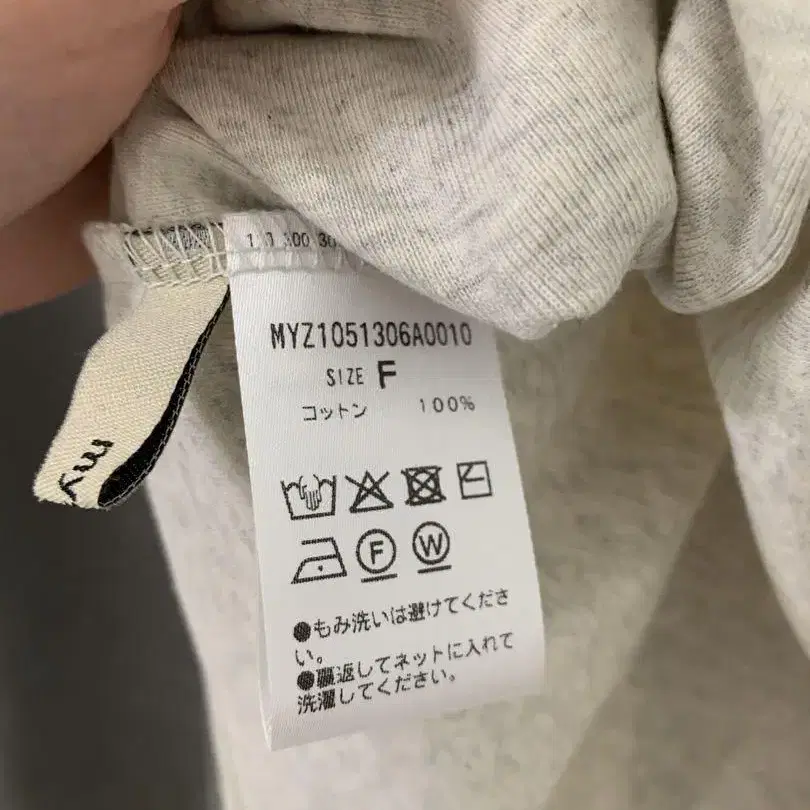 my
MYZ1051306A0010
SIZE F
コットン 100%
F W
●もみ洗いは避けてくださ
い。
●裏返してネットに入れて
洗濯してください。